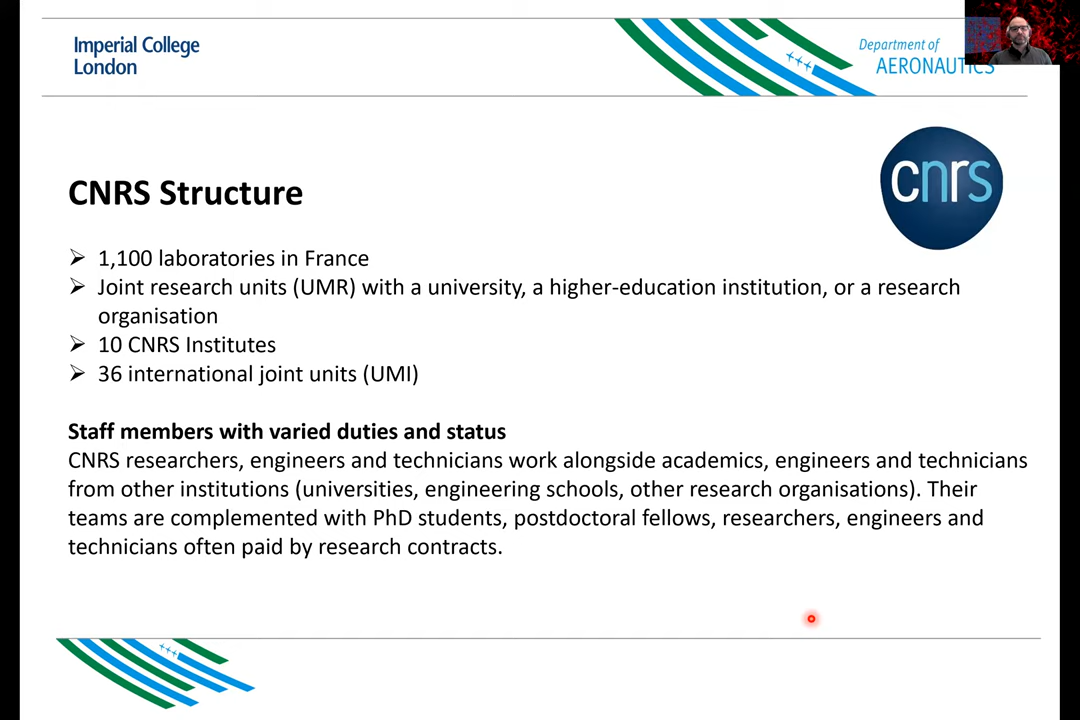 Imperial College
London
Department of
AERONAUTICS
cnrs
CNRS Structure
1,100 laboratories in France
Joint research units (UMR) with a university, a higher-education institution, or a research
organisation
10 CNRS Institutes
36 international joint units (UMI)
Staff members with varied duties and status
CNRS researchers, engineers and technicians work alongside academics, engineers and technicians
from other institutions (universities, engineering schools, other research organisations). Their
teams are complemented with PhD students, postdoctoral fellows, researchers, engineers and
technicians often paid by research contracts.